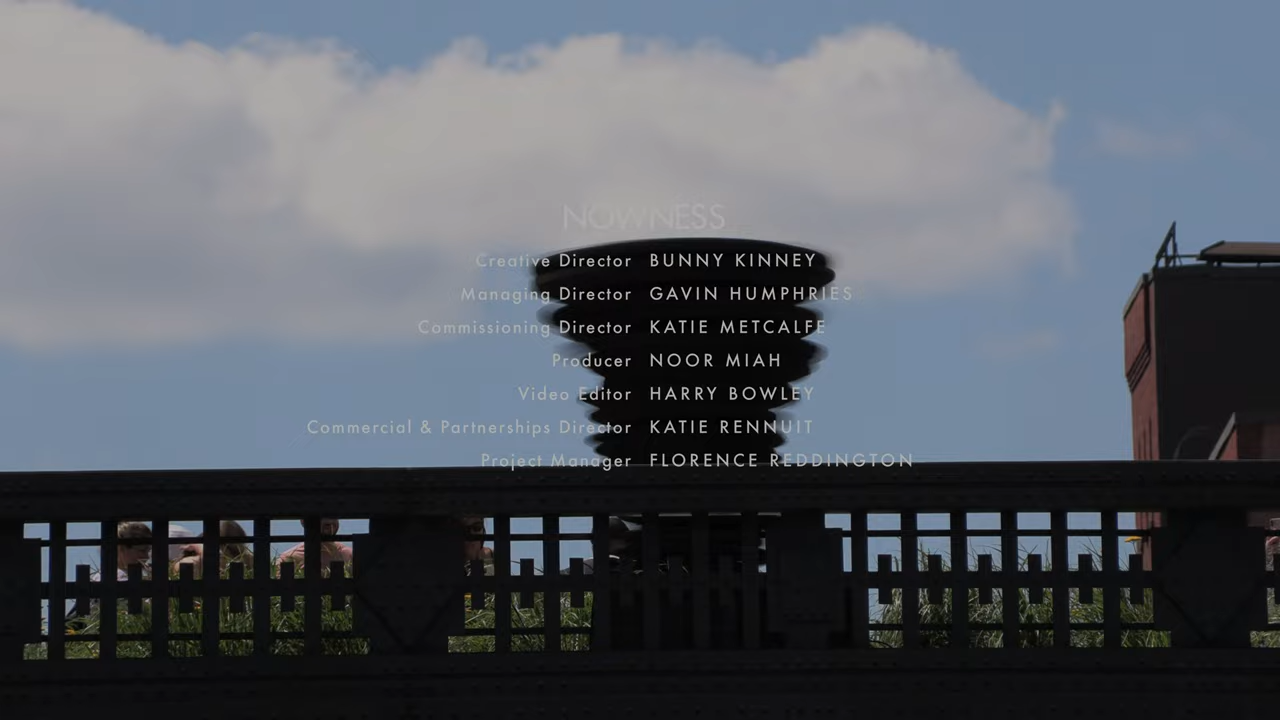 NOWNESS
Creative Director BUNNY KINNEY
Managing Director GAVIN HUMPHRIES
Commissioning Director KATIE METCALFE
Producer NOOR MIAH
Video Editor HARRY BOWLEY
Commercial & Partnerships Director KATIE RENNUIT
Project Manager FLORENCE REDDINGTON